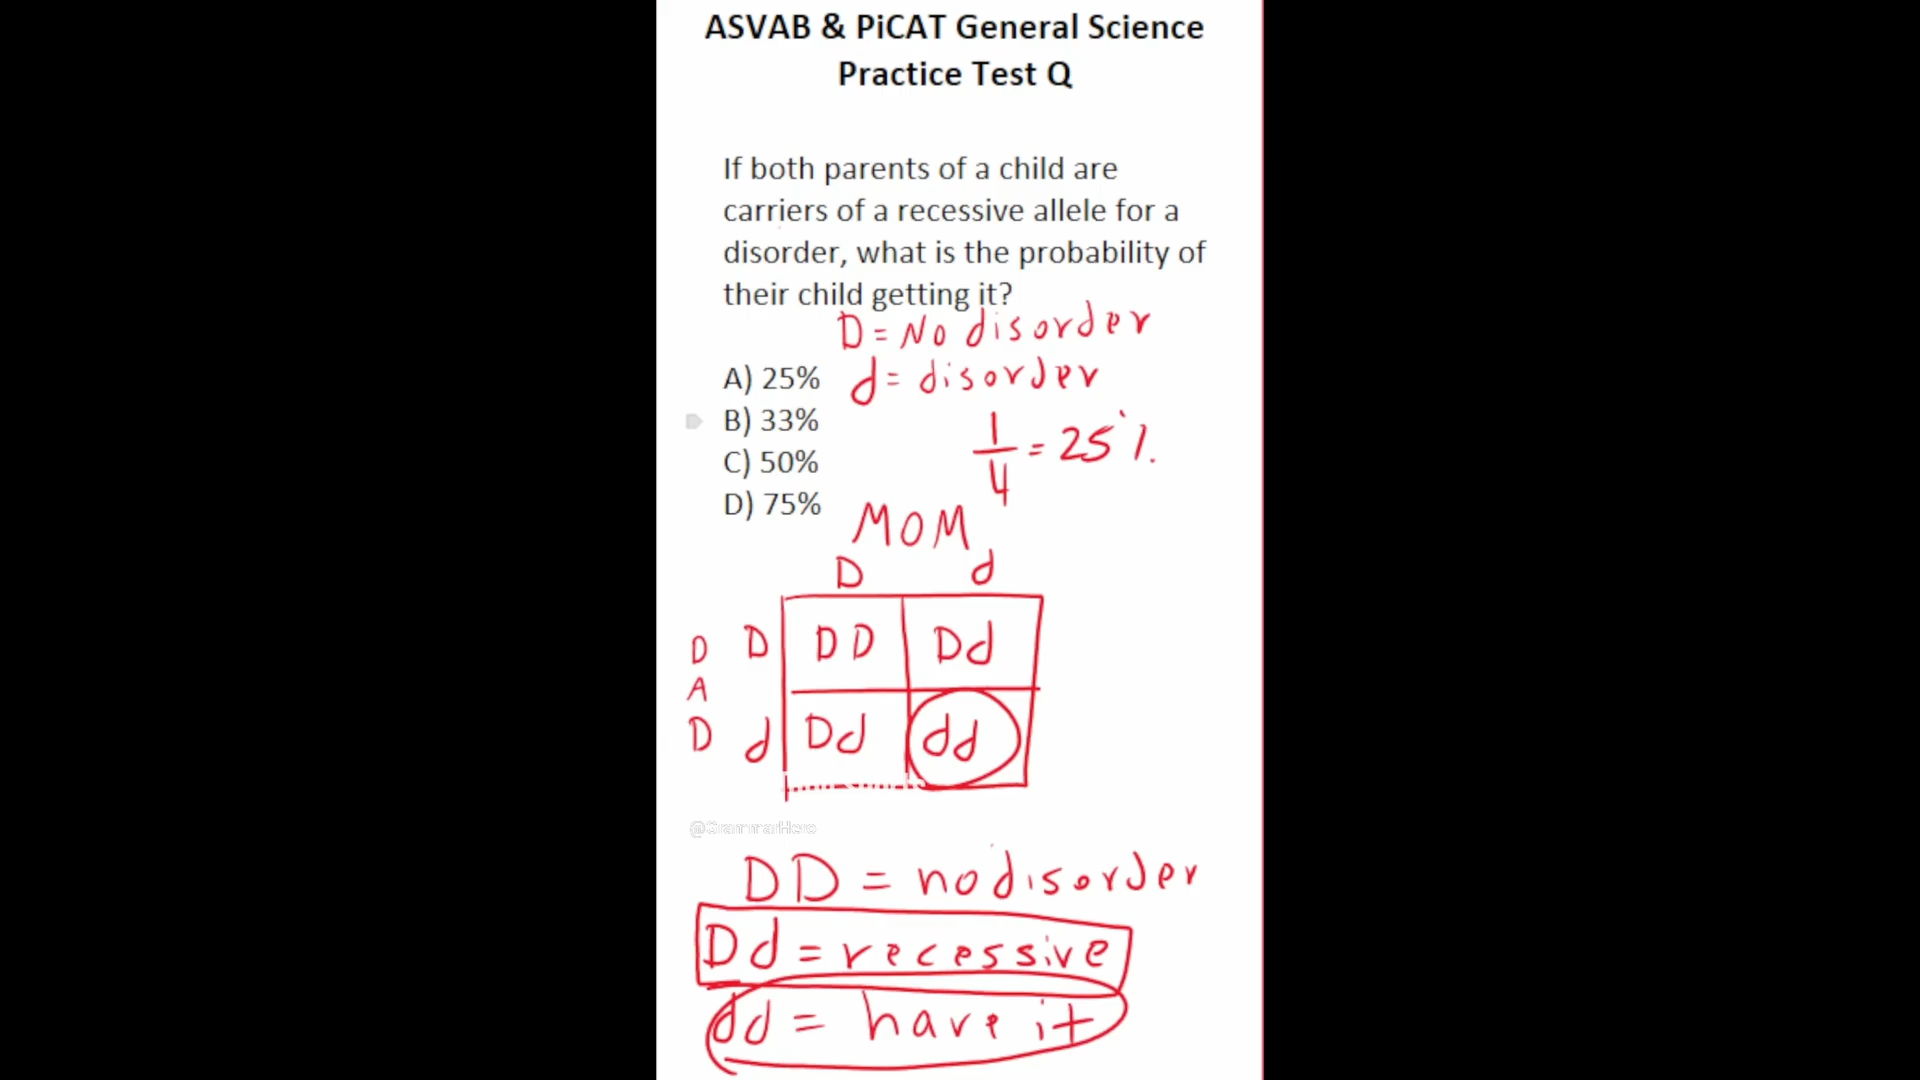 ASVAB & PiCAT General Science
Practice Test Q
If both parents of a child are
carriers of a recessive allele for a
disorder, what is the probability of
their child getting it?
D = No disorder
A) 25%
d = disorder
B) 33%
1/4 = 25%
C) 50%
D) 75%
MOM
D d
D D DD Dd
A
D d Dd dd
@GrammarHero
DD = no disorder
Dd = recessive
dd = have it